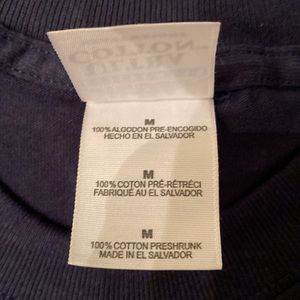 M
100% ALGODON PRE-ENCOGIDO
HECHO EN EL SALVADOR
M
100% COTON PRÉ-RÉTRÉCI
FABRIQUÉ AU EL SALVADOR
M
100% COTTON PRESHRUNK
MADE IN EL SALVADOR